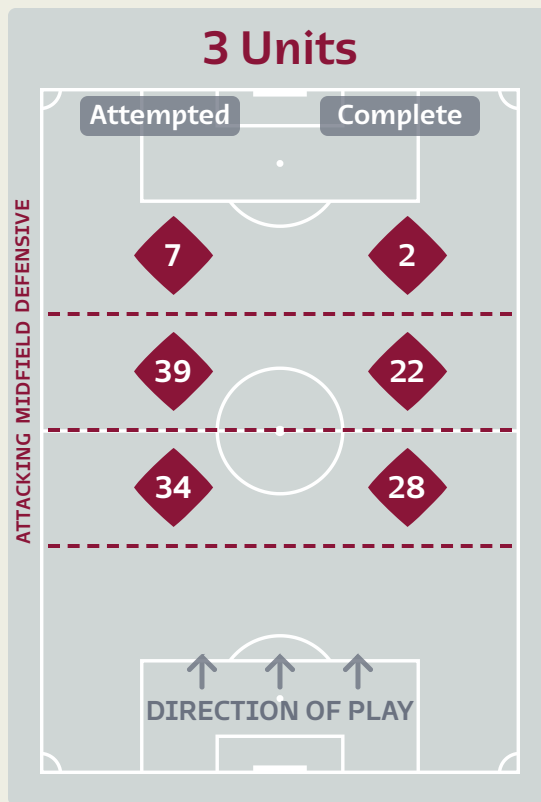 3 Units
Attempted Complete
ATTACKING MIDFIELD DEFENSIVE
7 2
39 22
34 28
DIRECTION OF PLAY